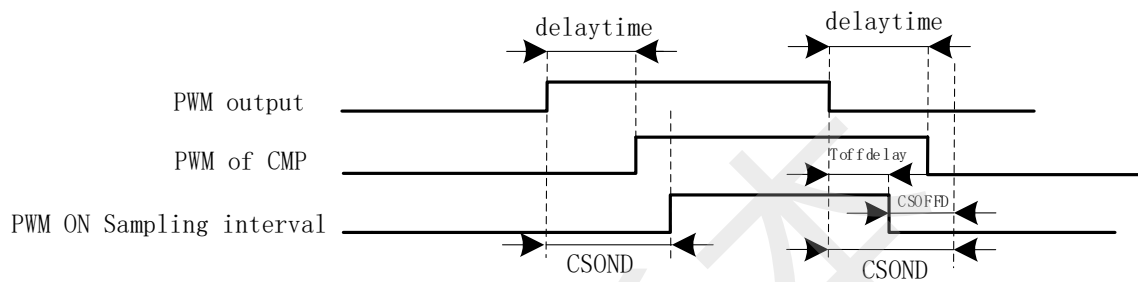 delaytime delaytime
PWM output
PWM of CMP
Toffdelay
CSOFFD
PWM ON Sampling interval
CSOND CSOND